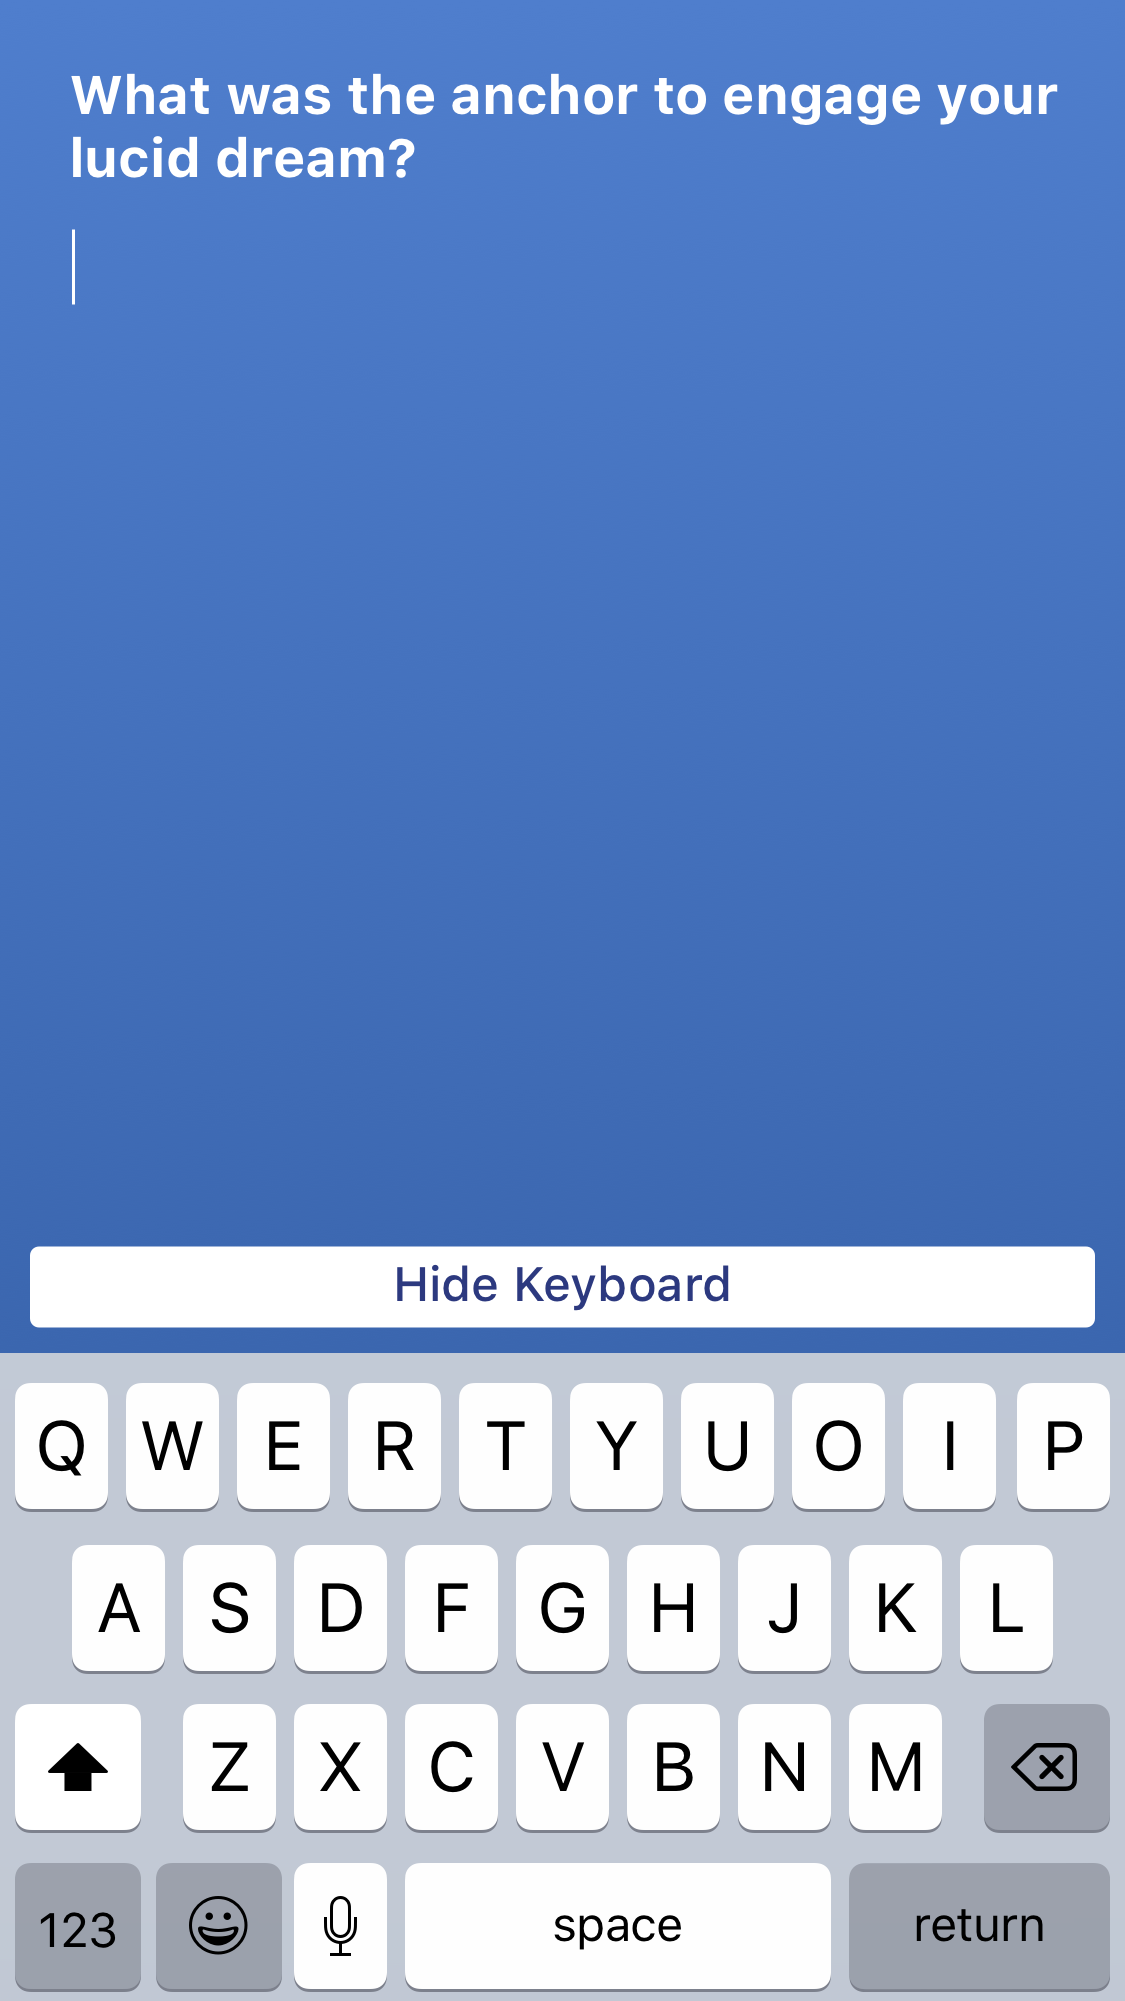 What was the anchor to engage your
lucid dream?
Hide Keyboard
Q W E R T Y U O I P
A S D F G H J K L
Z X C V B N M
123 space return